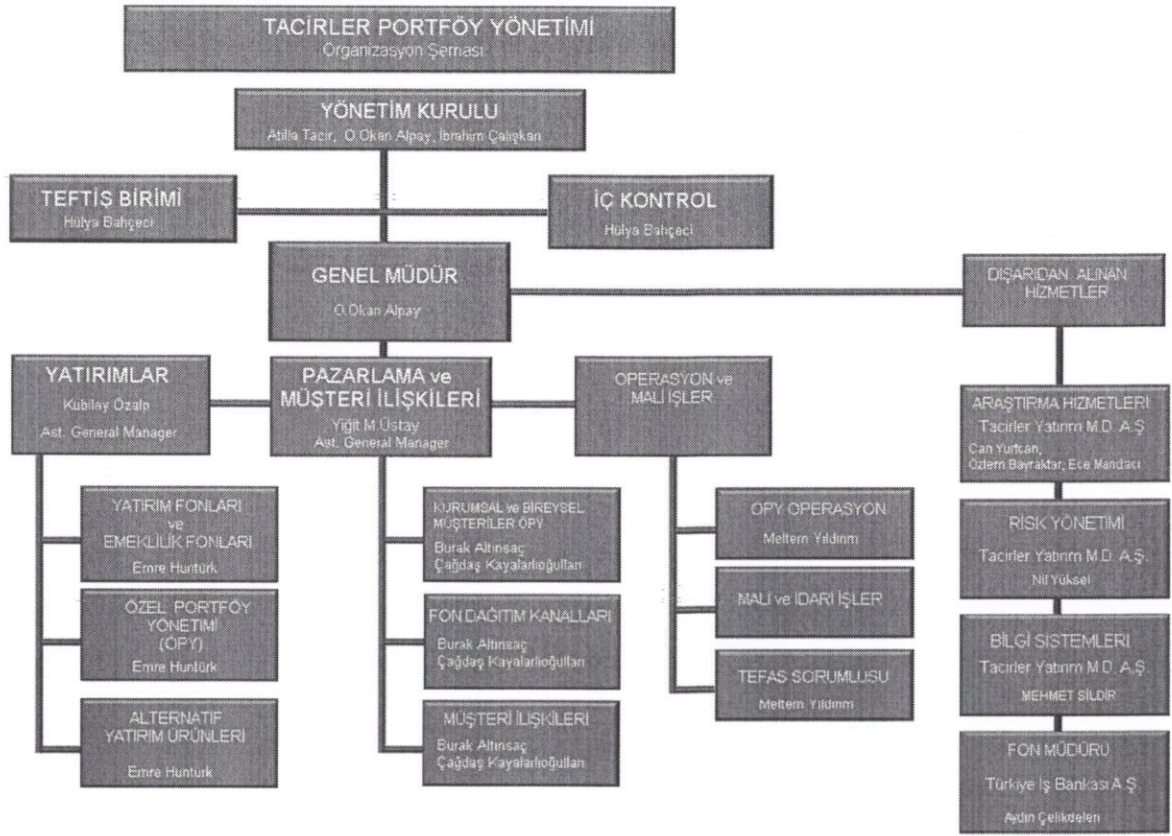 TACİRLER PORTFÖY YÖNETİMİ
Organizasyon Şeması
YÖNETİM KURULU
Atilla Tacir, O.Okan Alpay, İbrahim Çalışkan
TEFTİŞ BİRİMİ
Hülya Bahçeci
İÇ KONTROL
Hülya Bahçeci
GENEL MÜDÜR
O.Okan Alpay
DIŞARIDAN ALINAN
HİZMETLER
YATIRIMLAR
Kubilay Özalp
Ast. General Manager
PAZARLAMA ve
MÜŞTERİ İLİŞKİLERİ
Yiğit M.Üstay
Ast. General Manager
OPERASYON ve
MALİ İŞLER
YATIRIM FONLARI
ve
EMEKLİLİK FONLARI
Emre Huntürk
ÖZEL PORTFÖY
YÖNETİMİ
(ÖPY)
Emre Huntürk
ALTERNATİF
YATIRIM ÜRÜNLERİ
Emre Huntürk
KURUMSAL ve BİREYSEL
MÜŞTERİLER ÖPY
Burak Altınsaç
Çağdaş Kayalarlıoğulları
FON DAĞITIM KANALLARI
Burak Altınsaç
Çağdaş Kayalarlıoğulları
MÜŞTERİ İLİŞKİLERİ
Burak Altınsaç
Çağdaş Kayalarlıoğulları
OPY OPERASYON
Meltem Yıldırım
MALİ ve İDARİ İŞLER
TEFAS SORUMLUSU
Meltem Yıldırım
ARAŞTIRMA HİZMETLERİ
Tacirler Yatırım M.D. A.Ş
Can Yurtcan,
Özlem Bayraktar, Ece Mandacı
RİSK YÖNETİMİ
Tacirler Yatırım M.D. A.Ş.
Nil Yüksel
BİLGİ SİSTEMLERİ
Tacirler Yatırım M.D. A.Ş.
MEHMET SİLDİR
FON MÜDÜRÜ
Türkiye İş Bankası A.Ş.
Aydın Çelikdelen